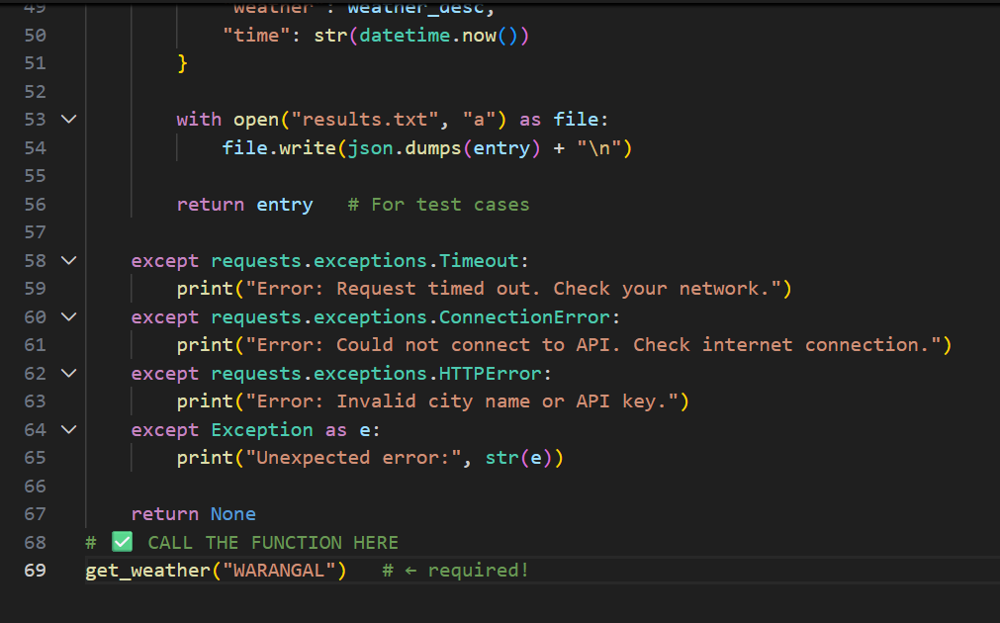 49 "weather": weather_desc,
50 "time": str(datetime.now())
51 }
52
53 with open("results.txt", "a") as file:
54 file.write(json.dumps(entry) + "\n")
55
56 return entry # For test cases
57
58 except requests.exceptions.Timeout:
59 print("Error: Request timed out. Check your network.")
60 except requests.exceptions.ConnectionError:
61 print("Error: Could not connect to API. Check internet connection.")
62 except requests.exceptions.HTTPError:
63 print("Error: Invalid city name or API key.")
64 except Exception as e:
65 print("Unexpected error:", str(e))
66
67 return None
68 # ✅ CALL THE FUNCTION HERE
69 get_weather("WARANGAL") # ← required!